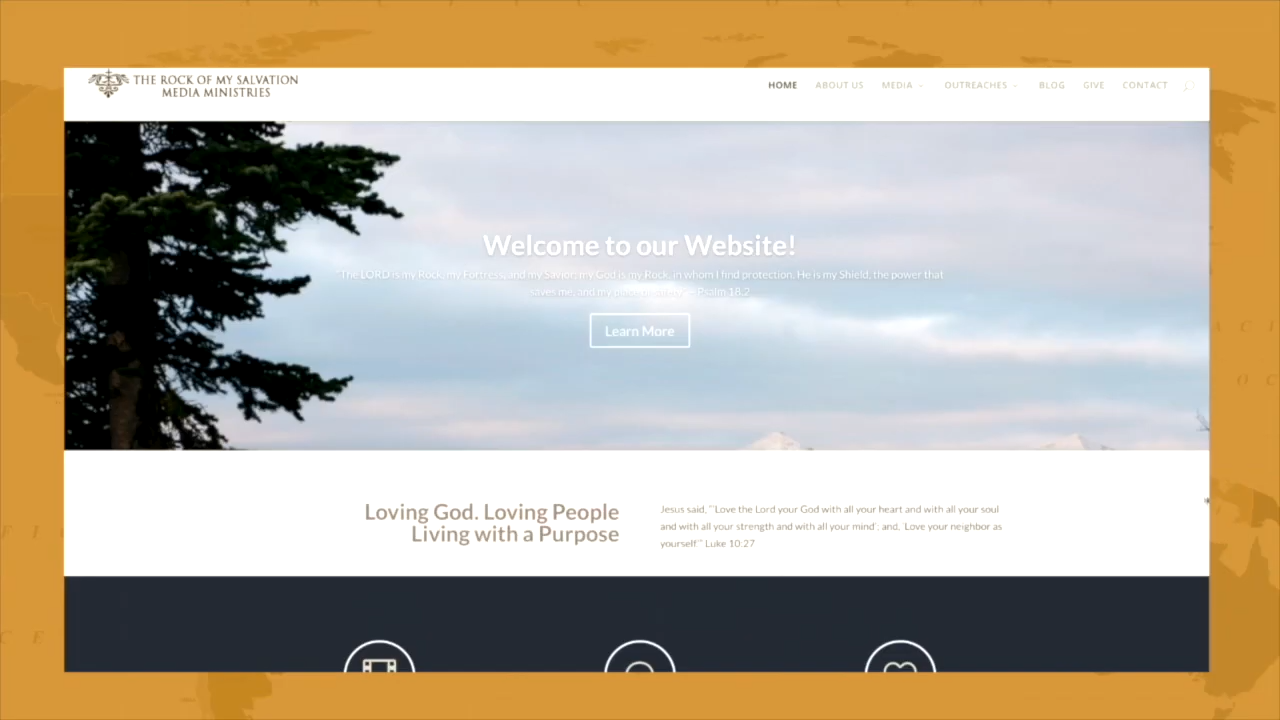 THE ROCK OF MY SALVATION
MEDIA MINISTRIES
HOME ABOUT US MEDIA OUTREACHES BLOG GIVE CONTACT
Welcome to our Website!
"The LORD is my Rock, my Fortress, and my Savior; my God is my Rock, in whom I find protection. He is my Shield, the power that
saves me, and my place of safety." - Psalm 18:2
Learn More
Loving God. Loving People
Living with a Purpose
Jesus said, "'Love the Lord your God with all your heart and with all your soul
and with all your strength and with all your mind'; and, 'Love your neighbor as
yourself.'" Luke 10:27